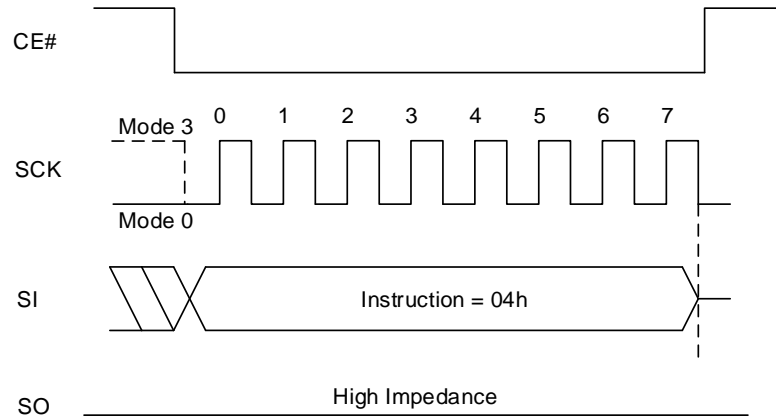 CE#
0 1 2 3 4 5 6 7
Mode 3
SCK
Mode 0
SI
Instruction = 04h
High Impedance
SO